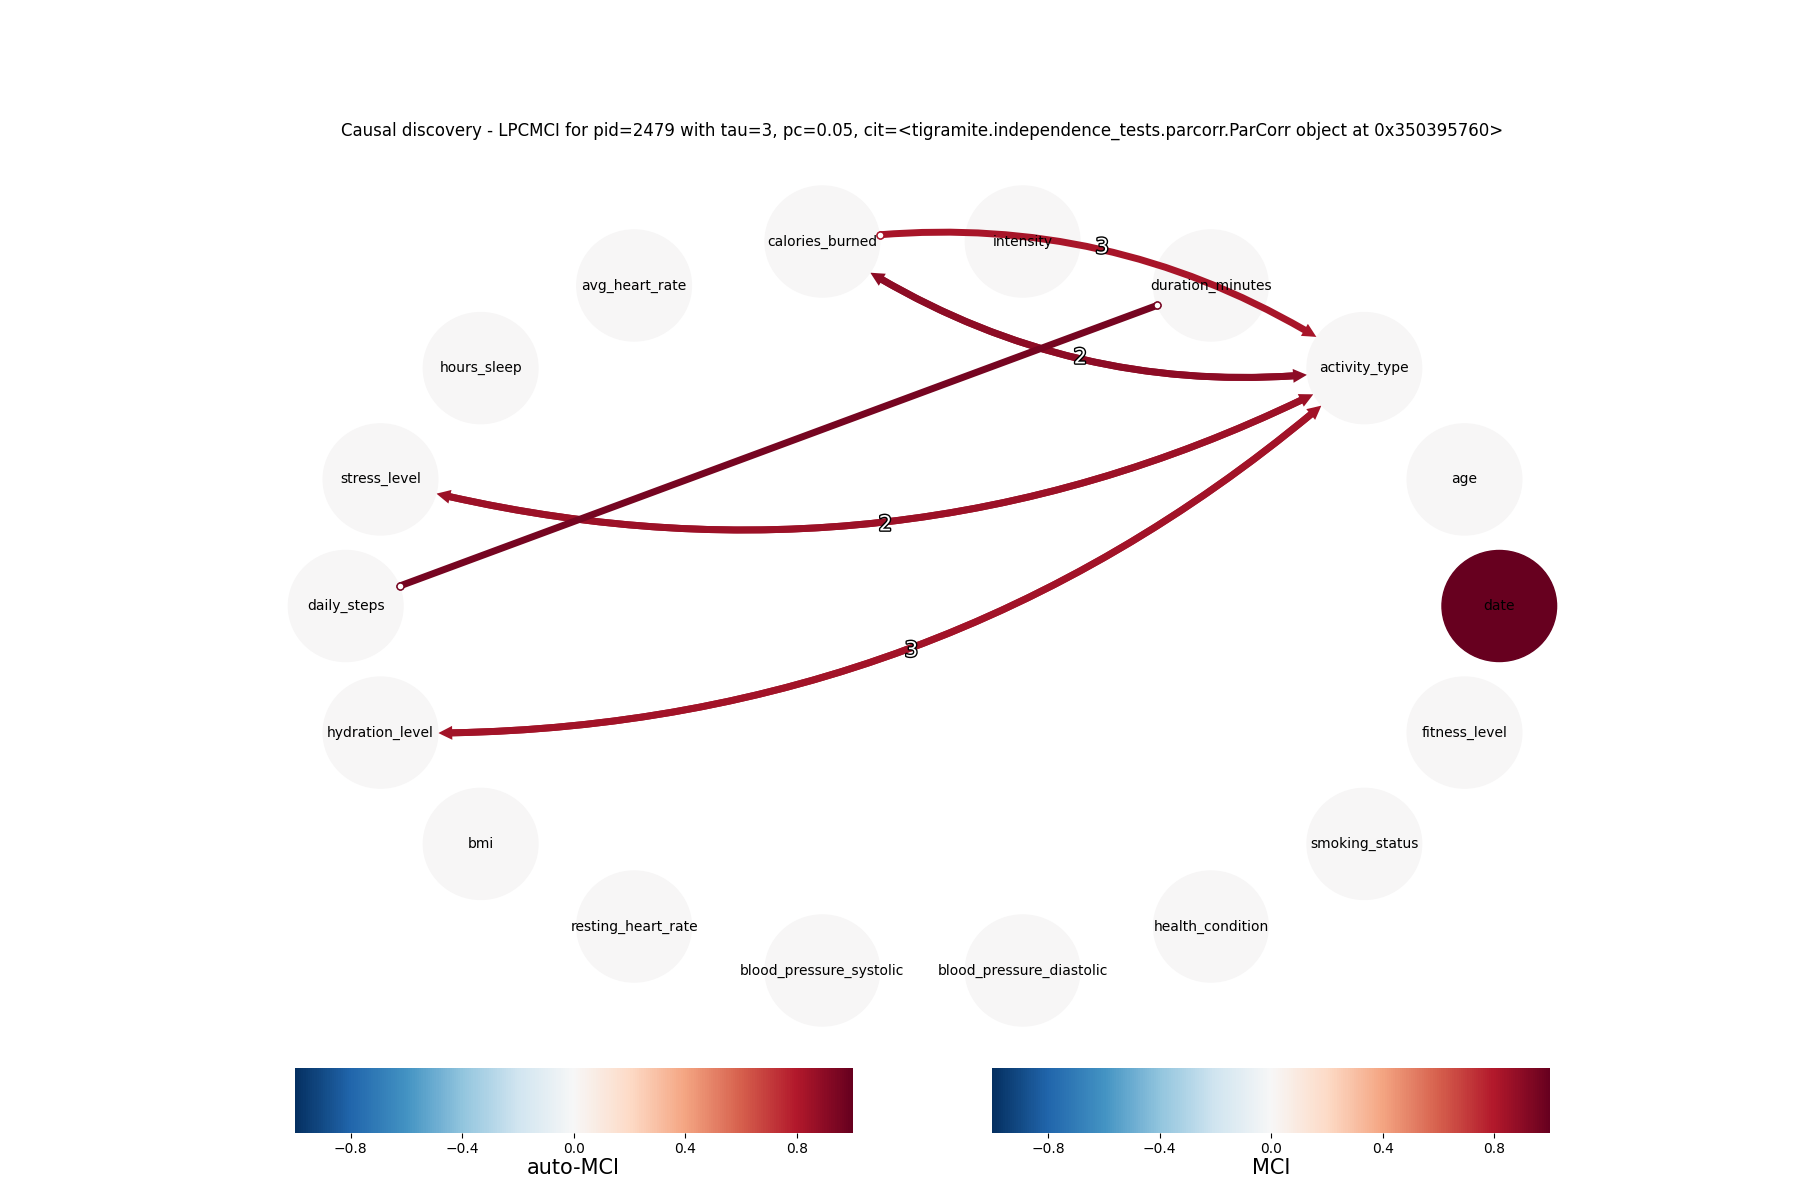 Causal discovery - LPCMCI for pid=2479 with tau=3, pc=0.05, cit=<tigramite.independence_tests.parcorr.ParCorr object at 0x350395760>
calories_burned
intensity
3
avg_heart_rate
duration_minutes
2
hours_sleep
activity_type
stress_level
age
2
daily_steps
date
3
hydration_level
fitness_level
bmi
smoking_status
resting_heart_rate
health_condition
blood_pressure_systolic
blood_pressure_diastolic
−0.8 −0.4 0.0 0.4 0.8
auto-MCI
−0.8 −0.4 0.0 0.4 0.8
MCI